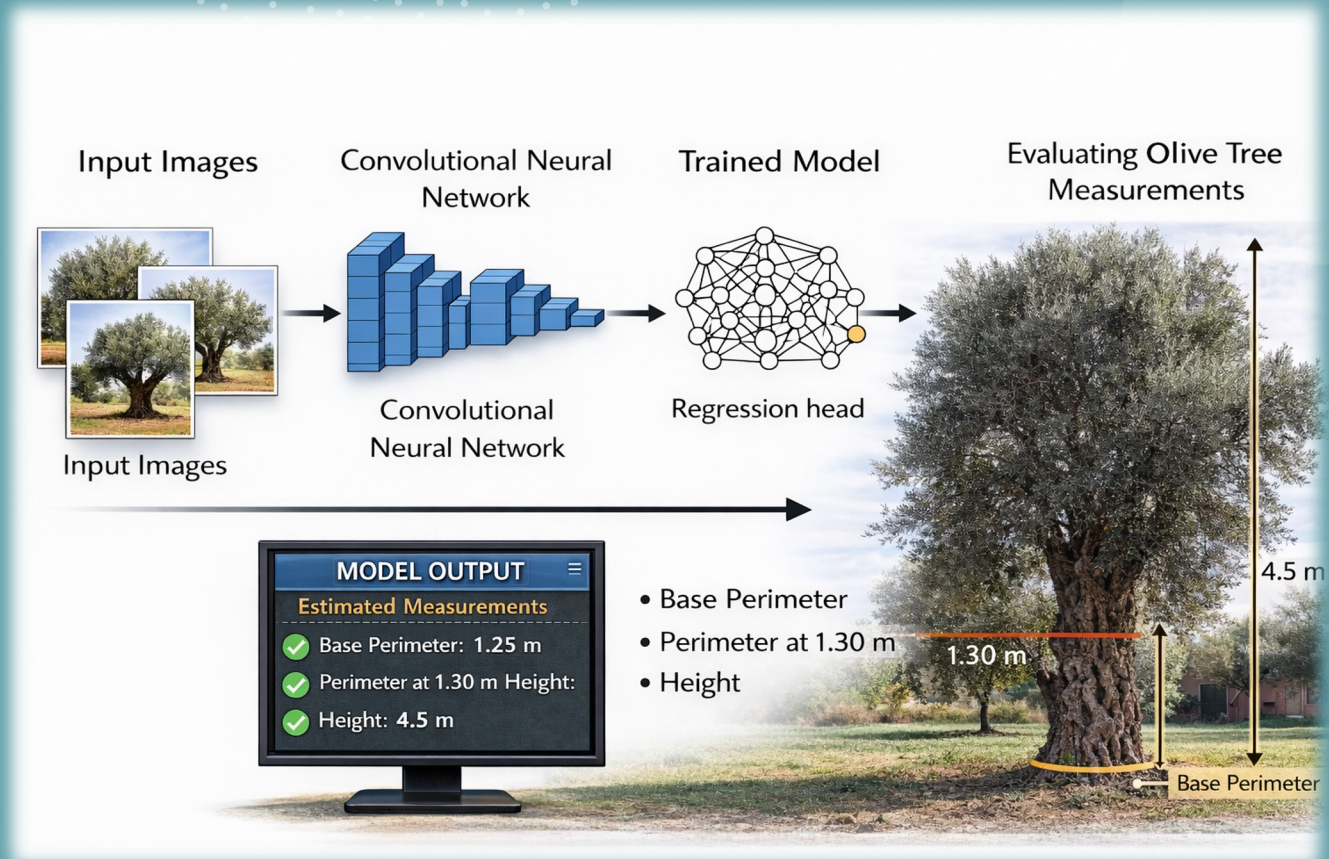 Input Images
Convolutional Neural
Network
Trained Model
Evaluating Olive Tree
Measurements
Input Images
Convolutional
Neural Network
Regression head
4.5 m
MODEL OUTPUT
Estimated Measurements
Base Perimeter: 1.25 m
Perimeter at 1.30 m Height:
Height: 4.5 m
• Base Perimeter
• Perimeter at 1.30 m
• Height
1.30 m
Base Perimeter